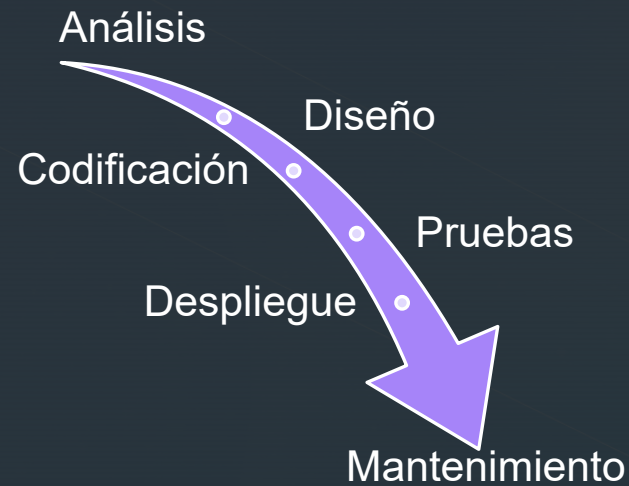 Análisis
Diseño
Codificación
Pruebas
Despliegue
Mantenimiento